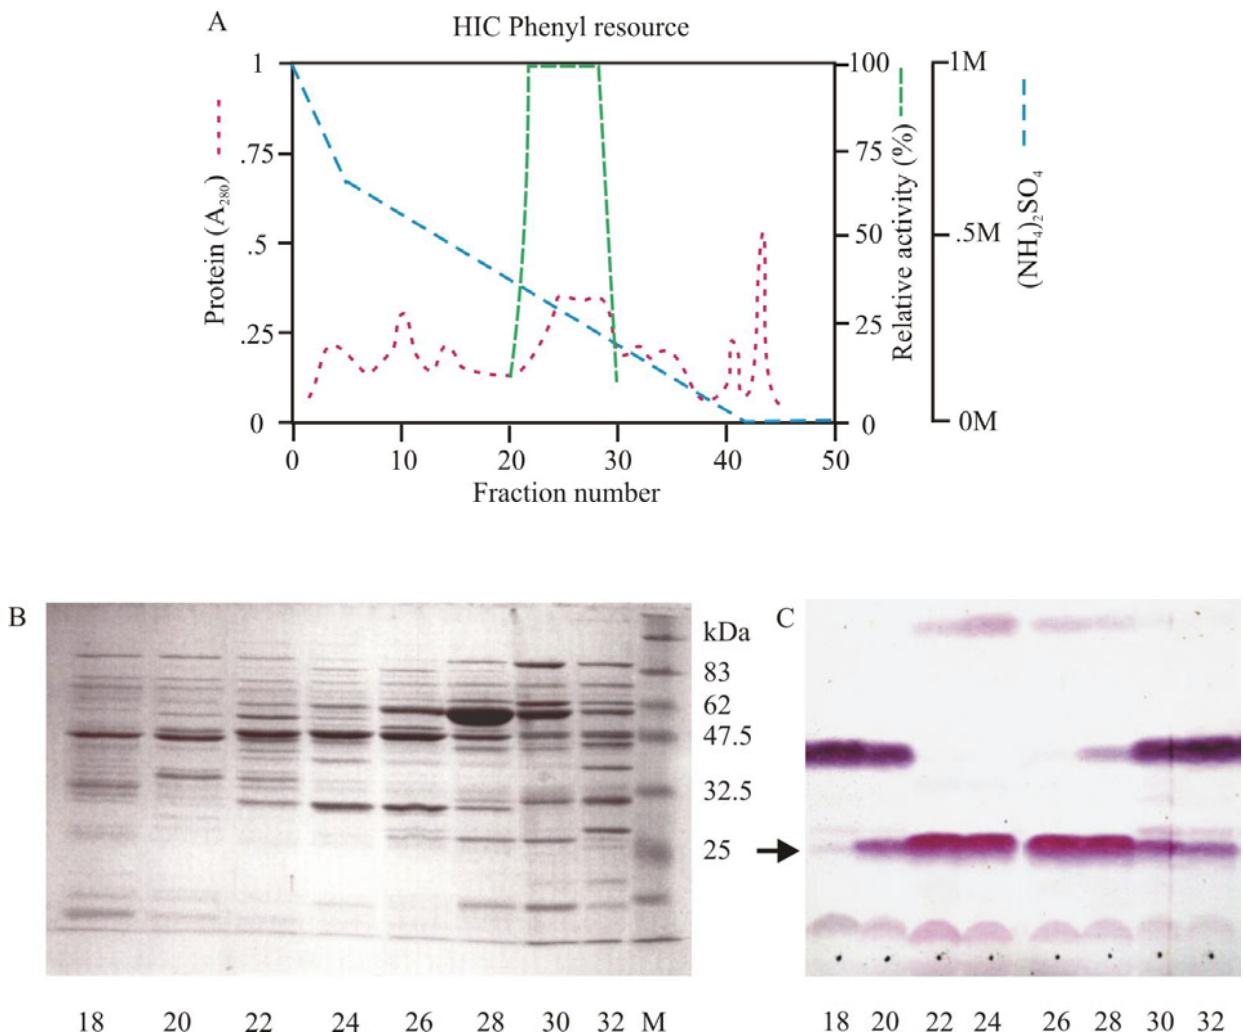 A
HIC Phenyl resource
1
.75
.5
.25
0
Protein (A280)
0
10
20
30
40
50
Fraction number
100
75
50
25
0
Relative activity (%)
1M
.5M
0M
(NH4)2SO4
B
kDa
83
62
47.5
32.5
25
18 20 22 24 26 28 30 32 M
C
18 20 22 24 26 28 30 32